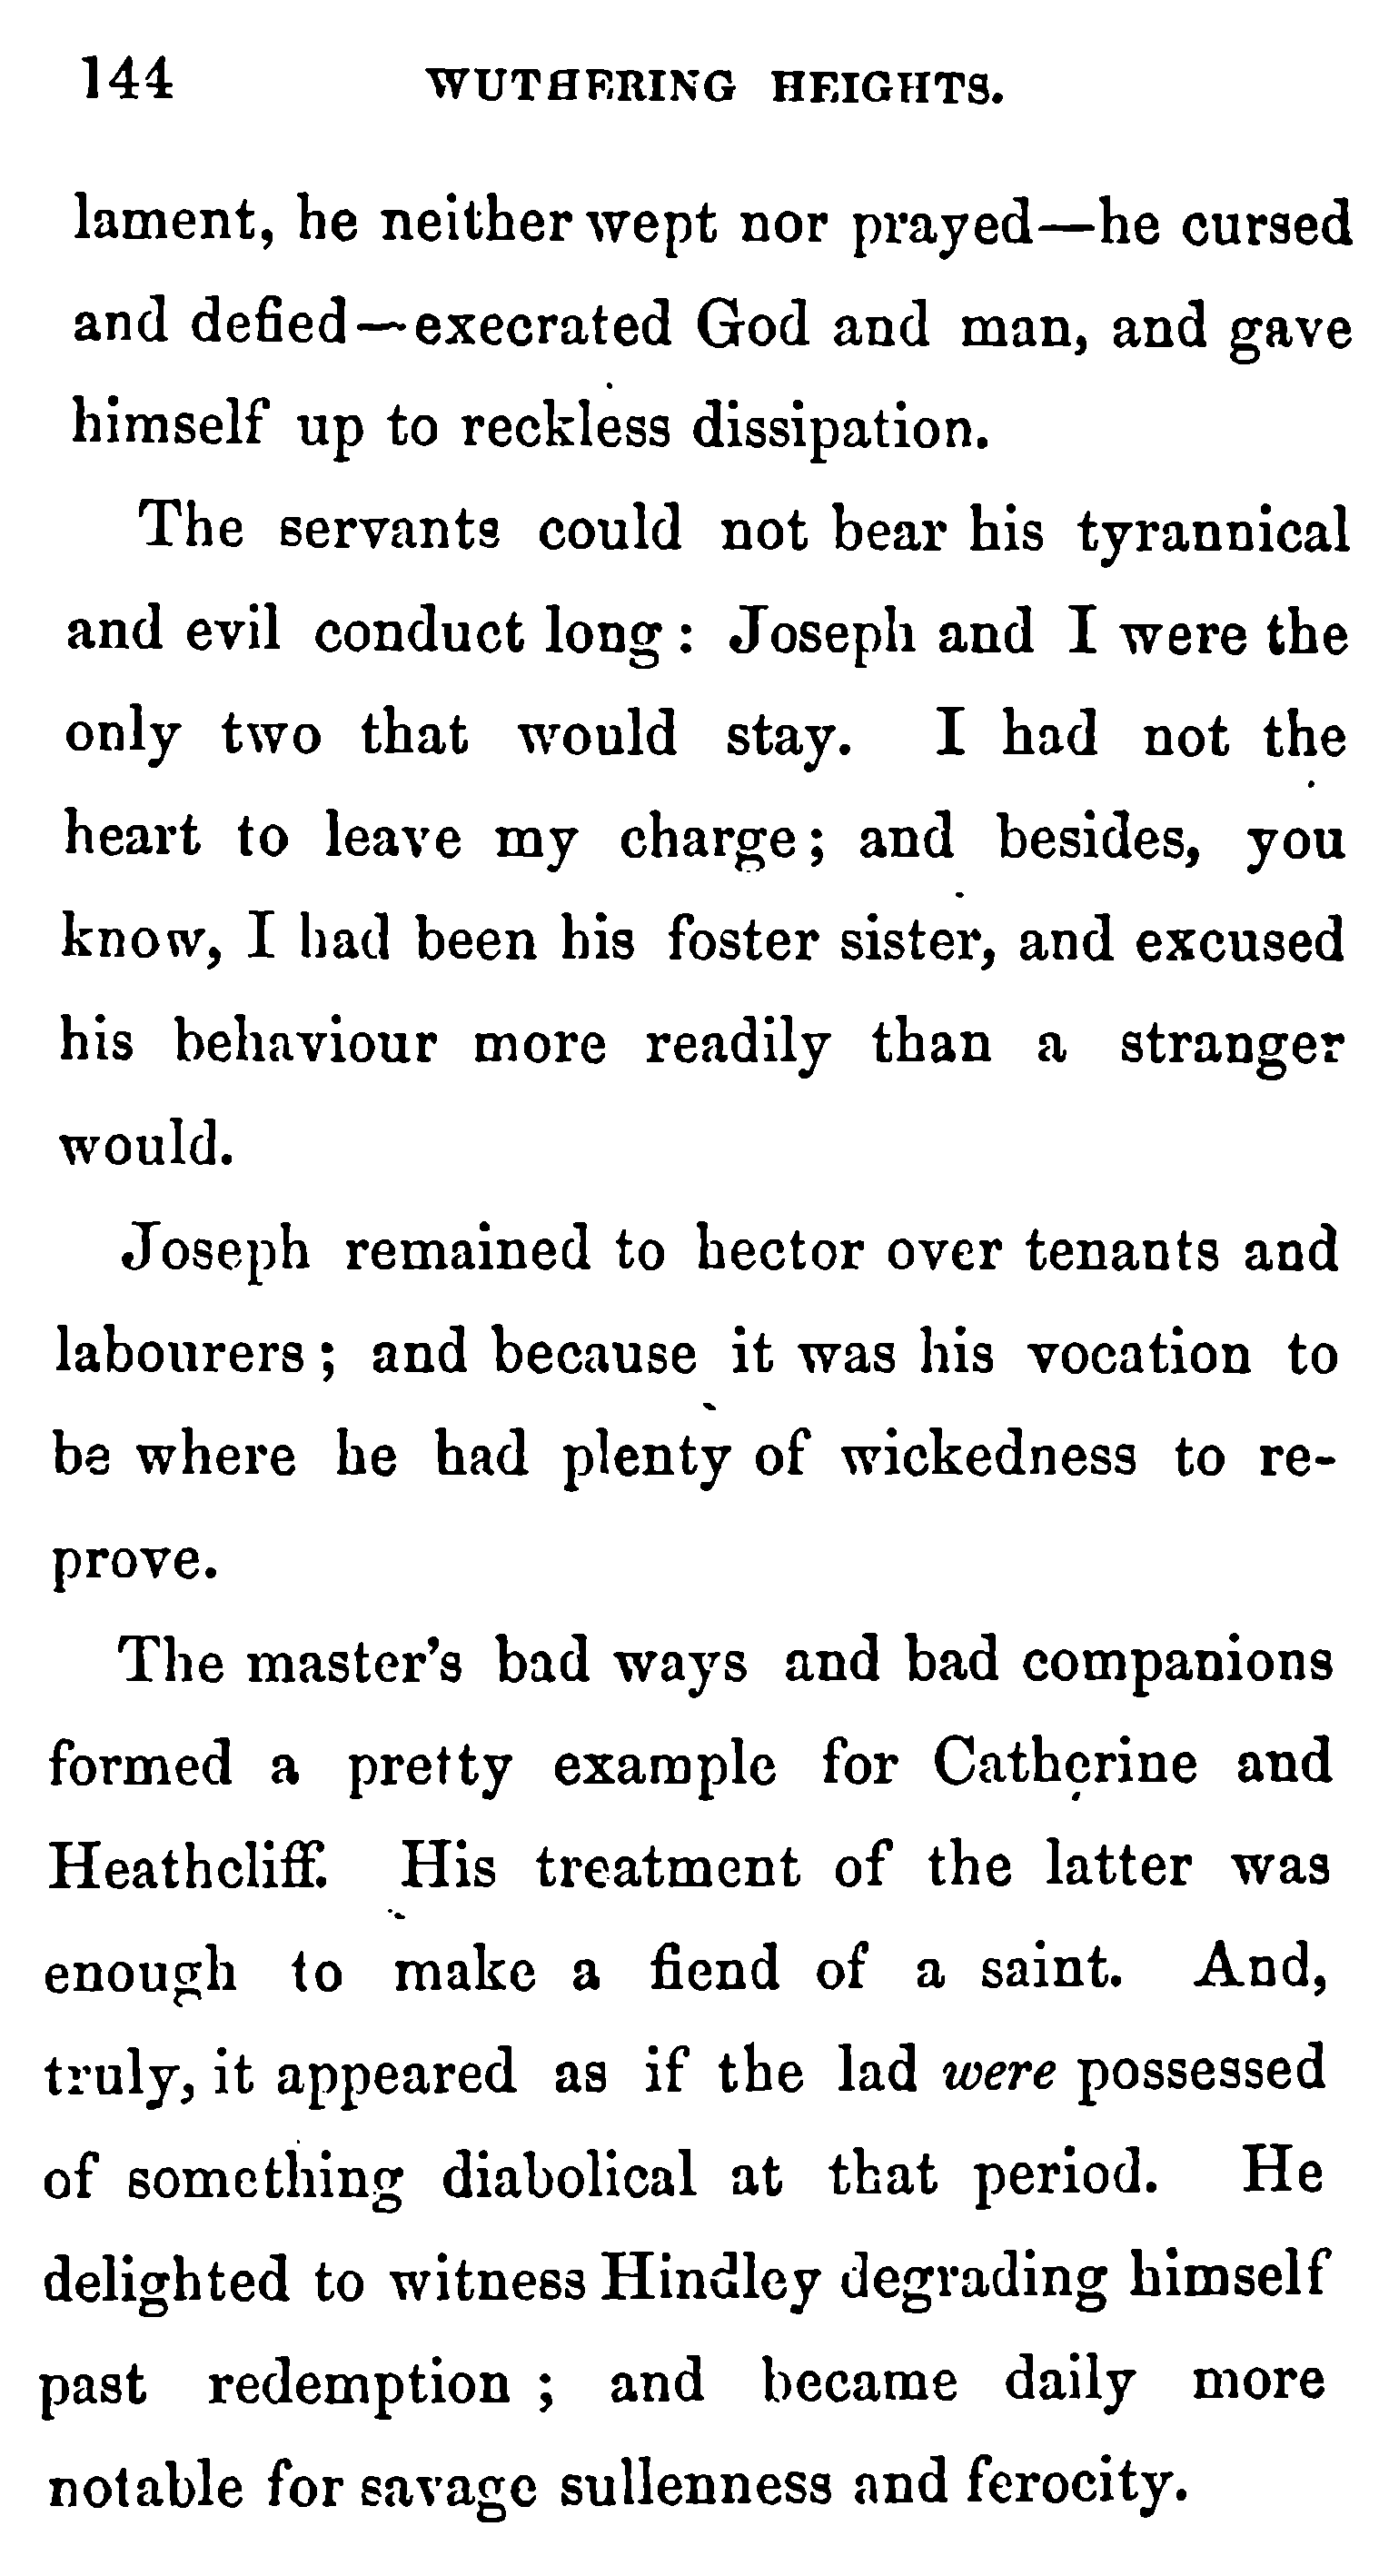 144 WUTHERING HEIGHTS.
lament, he neither wept nor prayed—he cursed
and defied—execrated God and man, and gave
himself up to reckless dissipation.
The servants could not bear his tyrannical
and evil conduct long: Joseph and I were the
only two that would stay. I had not the
heart to leave my charge; and besides, you
know, I had been his foster sister, and excused
his behaviour more readily than a stranger
would.
Joseph remained to hector over tenants and
labourers; and because it was his vocation to
be where he had plenty of wickedness to re-
prove.
The master's bad ways and bad companions
formed a pretty example for Catherine and
Heathcliff. His treatment of the latter was
enough to make a fiend of a saint. And,
truly, it appeared as if the lad were possessed
of something diabolical at that period. He
delighted to witness Hindley degrading himself
past redemption; and became daily more
notable for savage sullenness and ferocity.